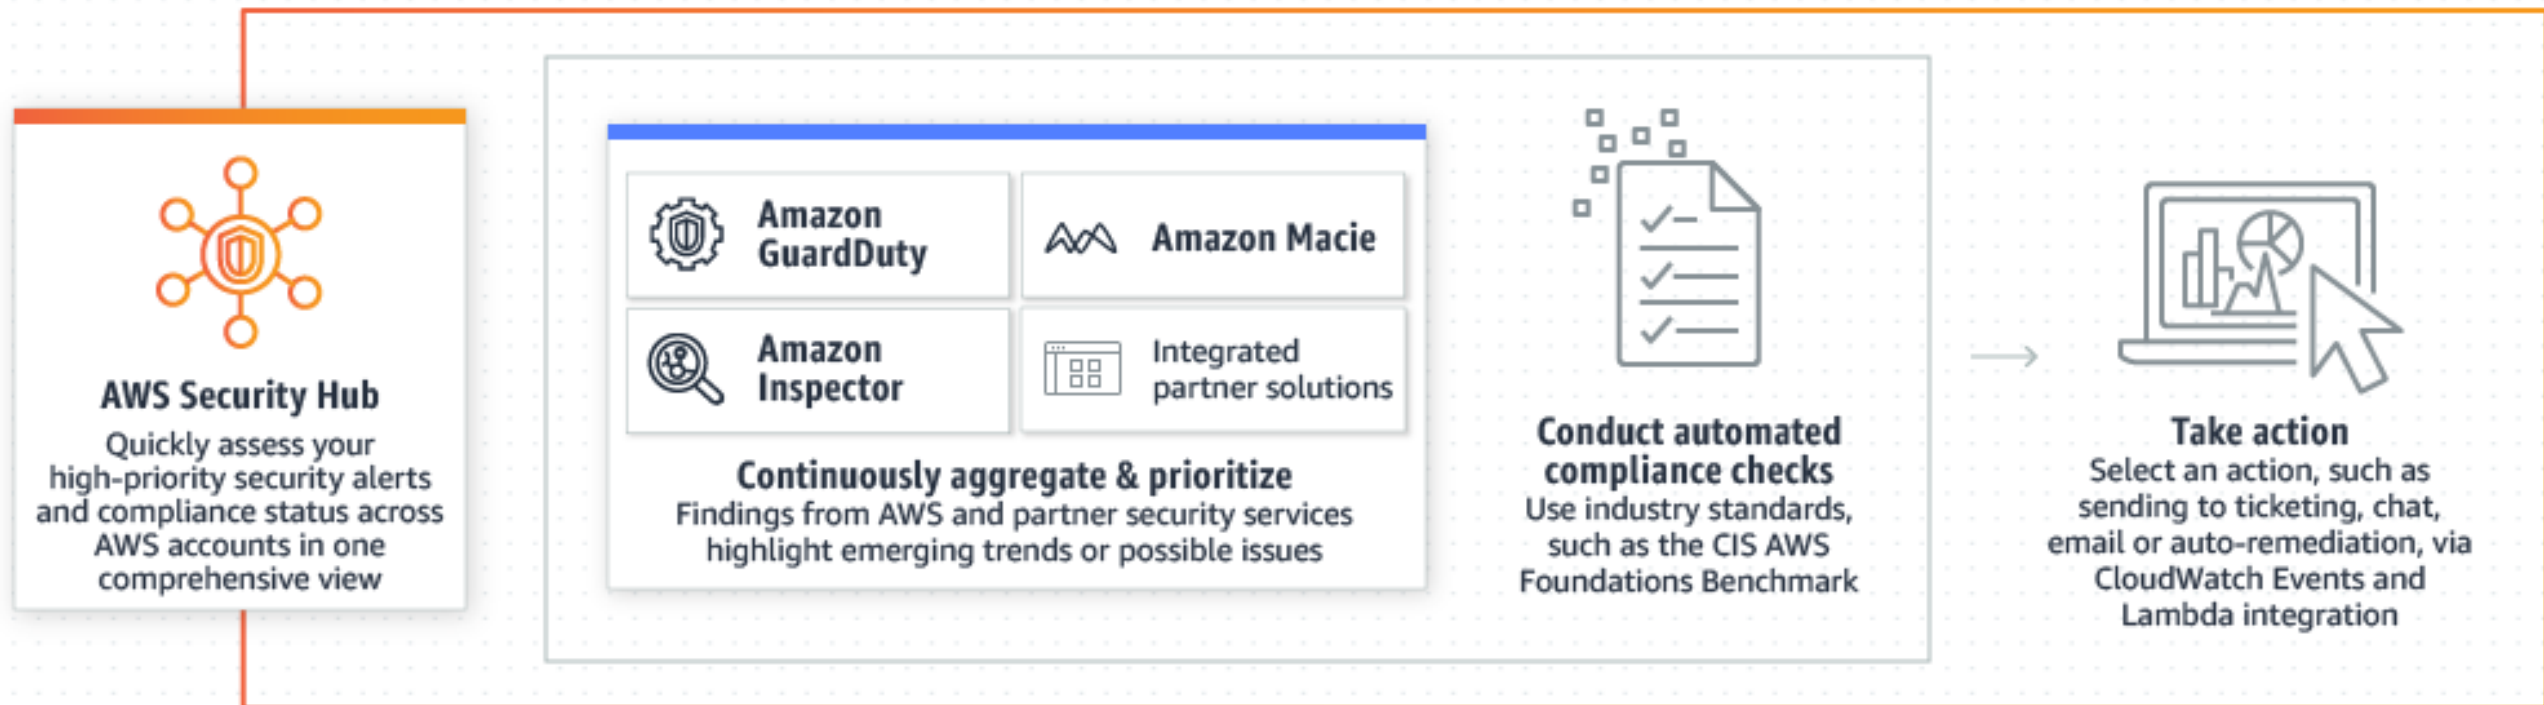 AWS Security Hub
Quickly assess your
high-priority security alerts
and compliance status across
AWS accounts in one
comprehensive view
Amazon
GuardDuty
Amazon Macie
Amazon
Inspector
Integrated
partner solutions
Continuously aggregate & prioritize
Findings from AWS and partner security services
highlight emerging trends or possible issues
Conduct automated
compliance checks
Use industry standards,
such as the CIS AWS
Foundations Benchmark
Take action
Select an action, such as
sending to ticketing, chat,
email or auto-remediation, via
CloudWatch Events and
Lambda integration